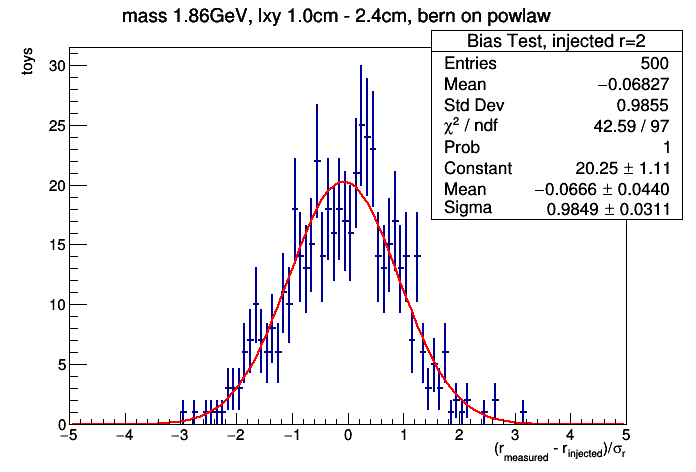 mass 1.86GeV, lxy 1.0cm - 2.4cm, bern on powlaw
toys
Bias Test, injected r=2
Entries 500
Mean −0.06827
Std Dev 0.9855
χ² / ndf 42.59 / 97
Prob 1
Constant 20.25 ± 1.11
Mean −0.0666 ± 0.0440
Sigma 0.9849 ± 0.0311
30
25
20
15
10
5
0
−5 −4 −3 −2 −1 0 1 2 3 4 5
(r_measured - r_injected)/σ_r